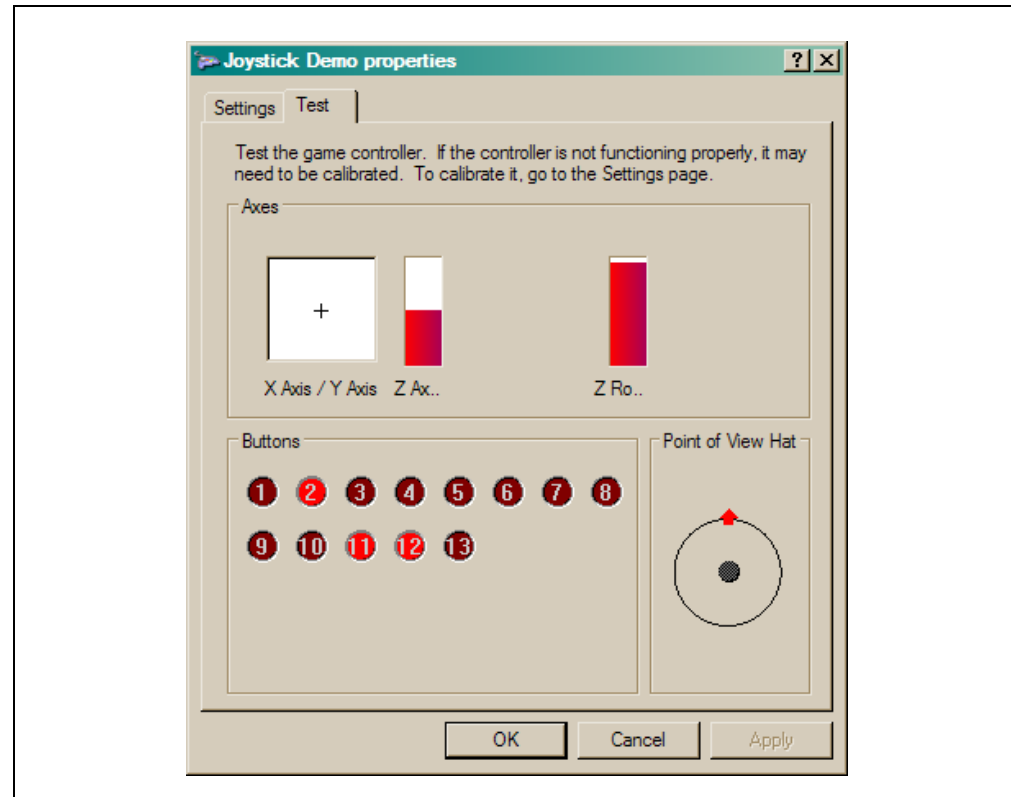 Joystick Demo properties
Settings Test
Test the game controller. If the controller is not functioning properly, it may
need to be calibrated. To calibrate it, go to the Settings page.
Axes
X Axis / Y Axis Z Ax.. Z Ro..
Buttons
1 2 3 4 5 6 7 8
9 10 11 12 13
Point of View Hat
OK Cancel Apply